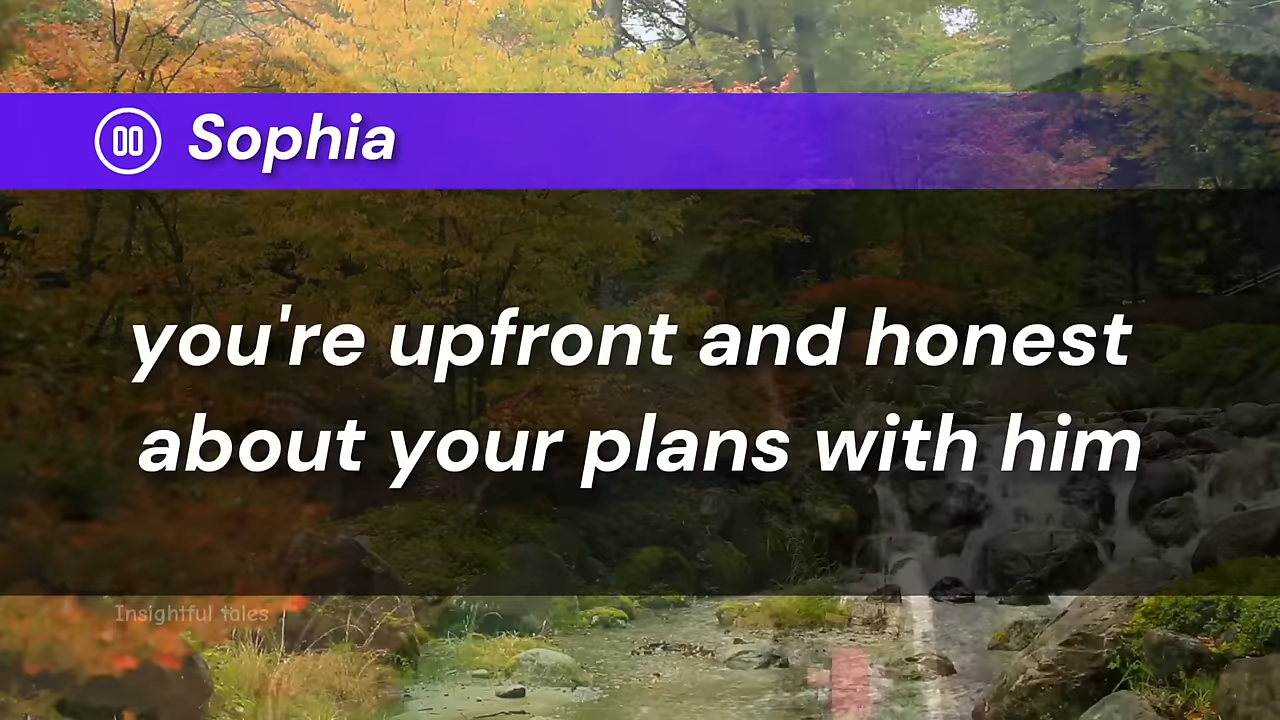 Sophia
you're upfront and honest
about your plans with him
Insightful tales